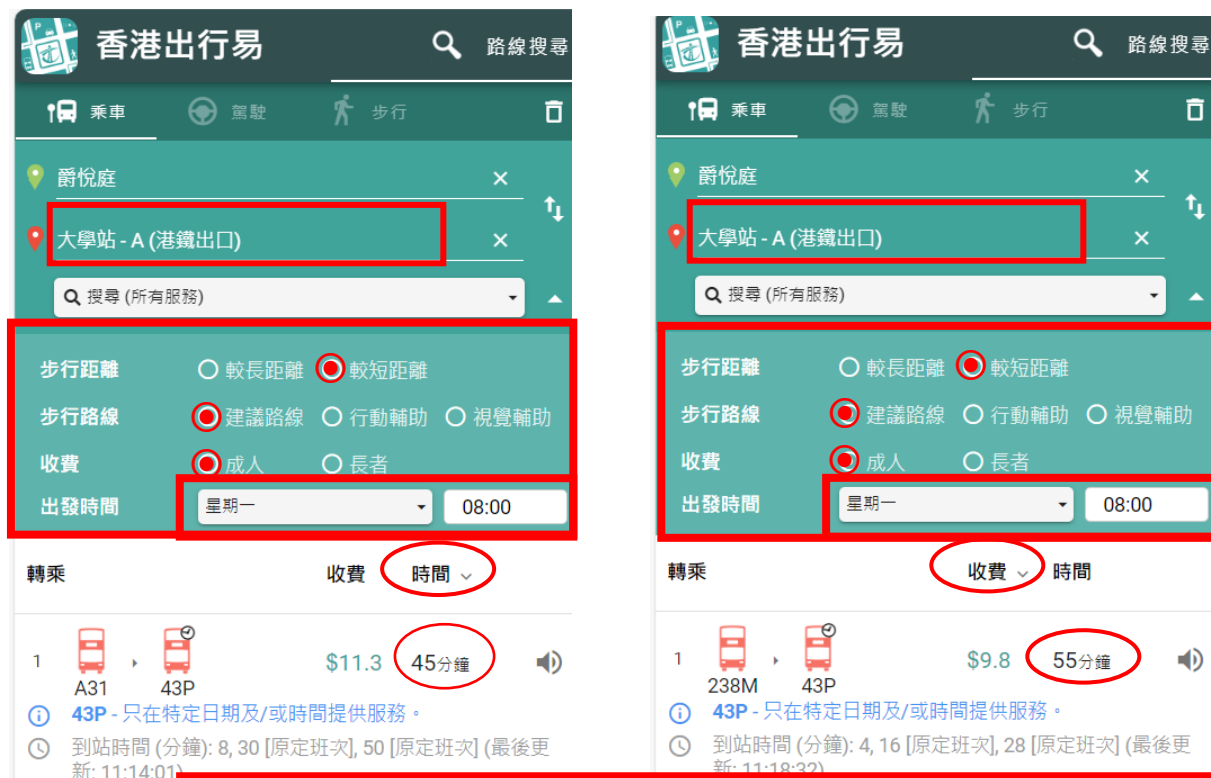 香港出行易
路線搜尋
乘車 駕駛 步行
爵悅庭
大學站 - A (港鐵出口)
搜尋 (所有服務)
步行距離 較長距離 較短距離
步行路線 建議路線 行動輔助 視覺輔助
收費 成人 長者
出發時間 星期一 08:00
轉乘 收費 時間
1 A31 43P $11.3 45分鐘
43P - 只在特定日期及/或時間提供服務。
到站時間 (分鐘): 8, 30 [原定班次], 50 [原定班次] (最後更
新: 11:14:01)
香港出行易
路線搜尋
乘車 駕駛 步行
爵悅庭
大學站 - A (港鐵出口)
搜尋 (所有服務)
步行距離 較長距離 較短距離
步行路線 建議路線 行動輔助 視覺輔助
收費 成人 長者
出發時間 星期一 08:00
轉乘 收費 時間
1 238M 43P $9.8 55分鐘
43P - 只在特定日期及/或時間提供服務。
到站時間 (分鐘): 4, 16 [原定班次], 28 [原定班次] (最後更
新: 11:18:32)